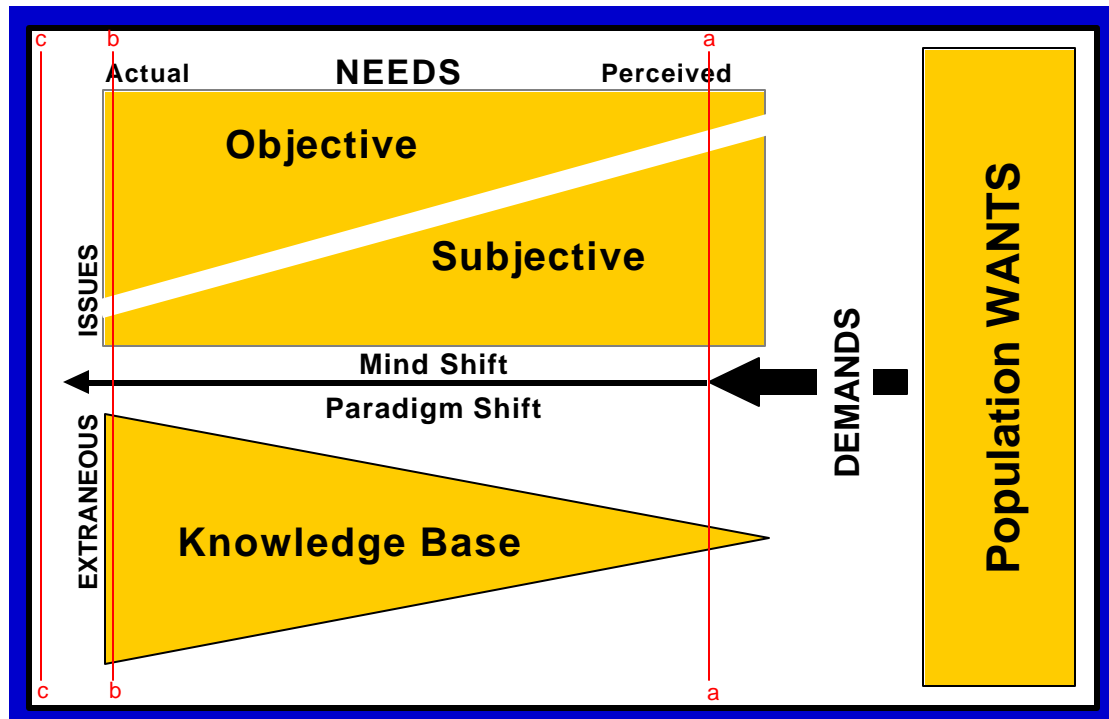 c b a
NEEDS
Actual Perceived
Objective
Subjective
ISSUES
Mind Shift
Paradigm Shift
EXTRANEOUS
Knowledge Base
DEMANDS
Population WANTS
c b a